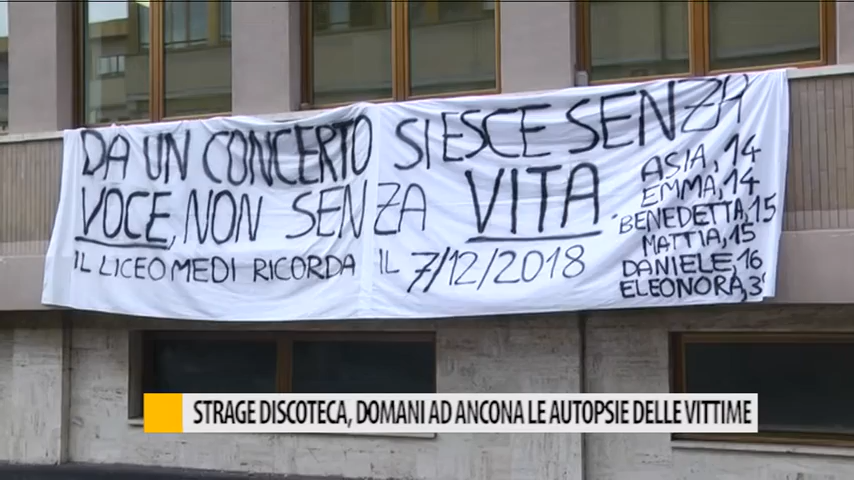 DA UN CONCERTO SI ESCE SENZA
VOCE, NON SENZA VITA
IL LICEO MEDI RICORDA IL 7/12/2018
ASIA, 14
EMMA, 14
BENEDETTA, 15
MATTIA, 15
DANIELE, 16
ELEONORA,
STRAGE DISCOTECA, DOMANI AD ANCONA LE AUTOPSIE DELLE VITTIME